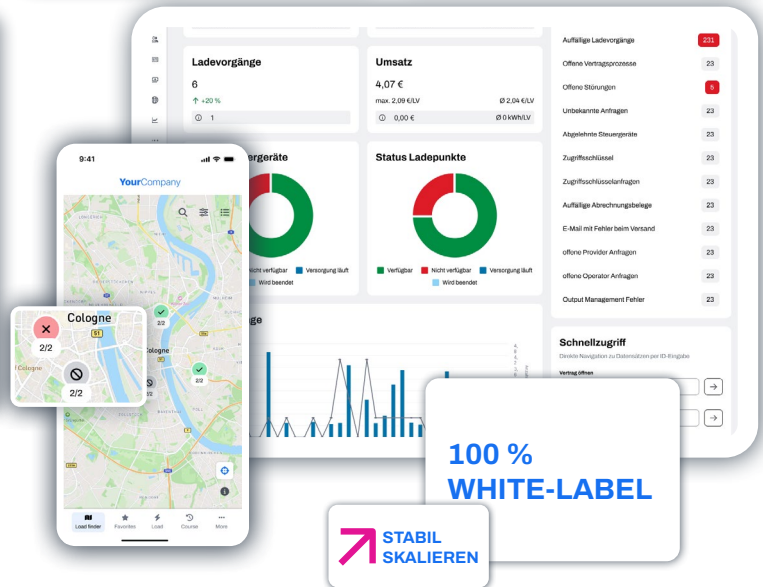 Ladevorgänge
6
↑ +20 %
1
Umsatz
4,07 €
max. 2,09 €/LV Ø 2,04 €/LV
0,00 € Ø 0 kWh/LV
Auffällige Ladevorgänge 231
Offene Vertragsprozesse 23
Offene Störungen 5
Unbekannte Anfragen 23
Abgelehnte Steuergeräte 23
Zugriffsschlüssel 23
Zugriffsschlüsselanfragen 23
Auffällige Abrechnungsbelege 23
E-Mail mit Fehler beim Versand 23
offene Provider Anfragen 23
offene Operator Anfragen 23
Output Management Fehler 23
ergeräte
Nicht verfügbar Versorgung läuft
Wird beendet
Status Ladepunkte
Verfügbar Nicht verfügbar Versorgung läuft
Wird beendet
ge
Schnellzugriff
Direkte Navigation zu Datensätzen per ID-Eingabe
Vertrag öffnen
9:41
YourCompany
2/2
ologne
2/2
2/2
Cologne
51
2/2
Cologne
2/2
Load finder Favorites Load Course More
100 %
WHITE-LABEL
STABIL
SKALIEREN